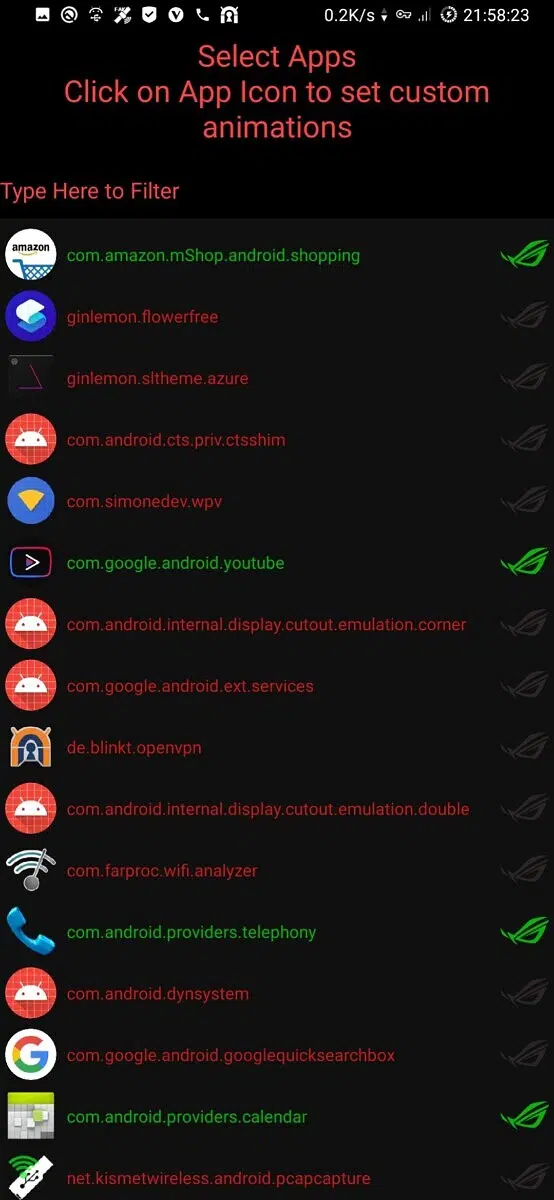 0.2K/s 21:58:23
Select Apps
Click on App Icon to set custom
animations
Type Here to Filter
amazon
com.amazon.mShop.android.shopping
ginlemon.flowerfree
ginlemon.sltheme.azure
com.android.cts.priv.ctsshim
com.simonedev.wpv
com.google.android.youtube
com.android.internal.display.cutout.emulation.corner
com.google.android.ext.services
de.blinkt.openvpn
com.android.internal.display.cutout.emulation.double
com.farproc.wifi.analyzer
com.android.providers.telephony
com.android.dynsystem
com.google.android.googlequicksearchbox
com.android.providers.calendar
net.kismetwireless.android.pcapcapture